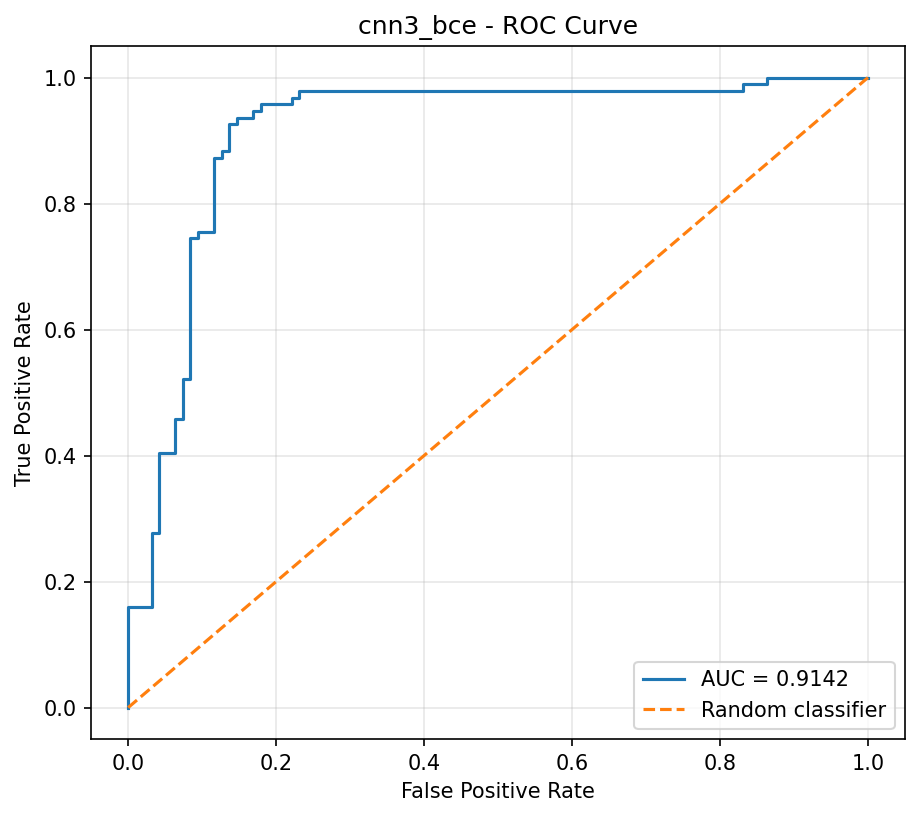 cnn3_bce - ROC Curve
True Positive Rate
1.0
0.8
0.6
0.4
0.2
0.0
0.0 0.2 0.4 0.6 0.8 1.0
False Positive Rate
AUC = 0.9142
Random classifier